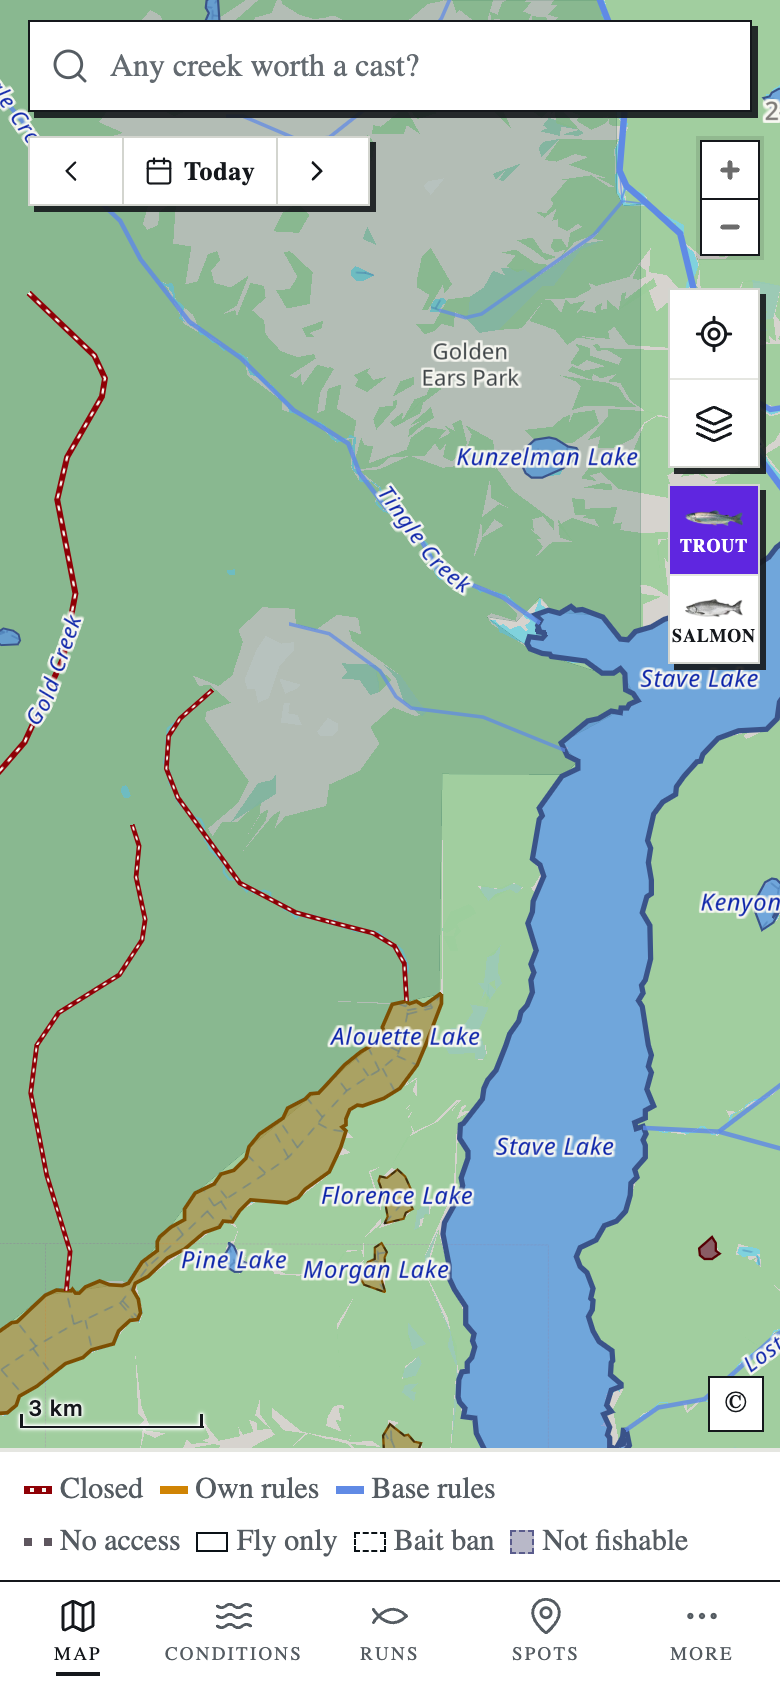 Any creek worth a cast?
Today
2
+
−
Golden
Ears Park
Kunzelman Lake
Tingle Creek
TROUT
SALMON
Stave Lake
Gold Creek
Kenyon
Alouette Lake
Stave Lake
Florence Lake
Pine Lake
Morgan Lake
Lost
3 km
©
Closed
Own rules
Base rules
No access
Fly only
Bait ban
Not fishable
MAP
CONDITIONS
RUNS
SPOTS
MORE